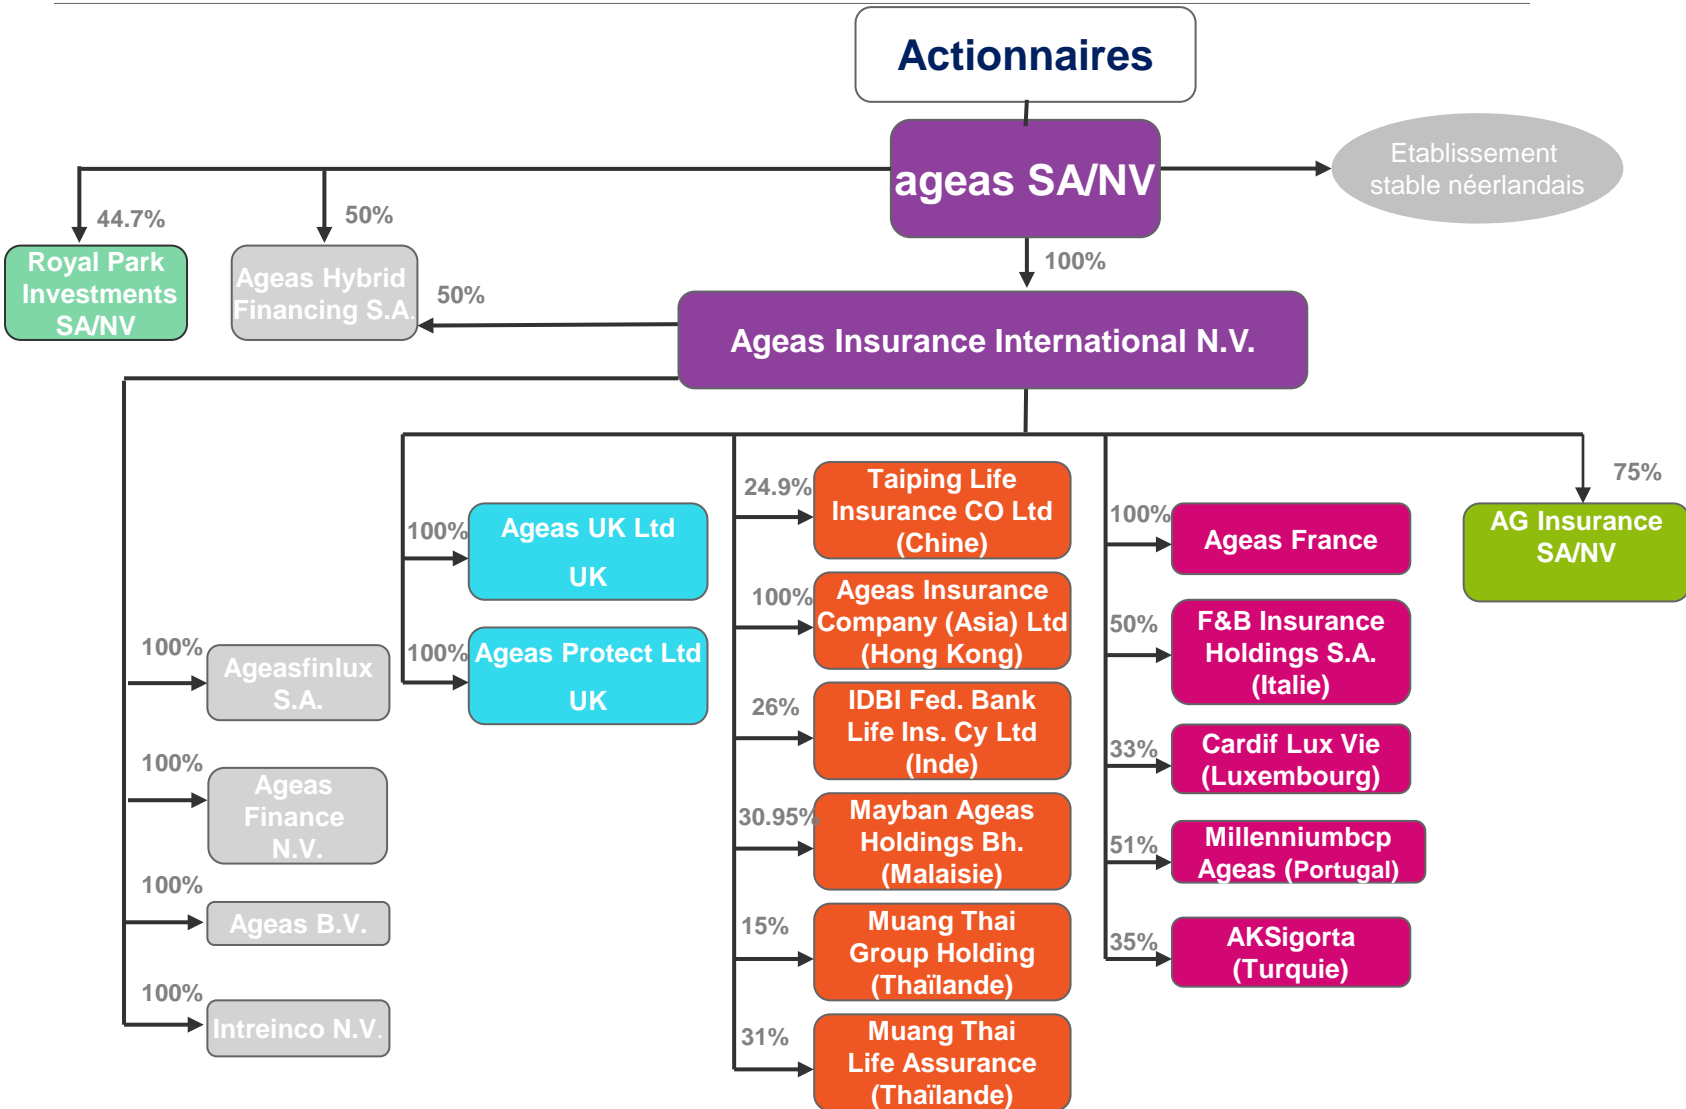 Actionnaires
ageas SA/NV
Etablissement
stable néerlandais
44.7%
50%
100%
Royal Park
Investments
SA/NV
Ageas Hybrid
Financing S.A.
50%
Ageas Insurance International N.V.
100%
Ageasfinlux
S.A.
100%
Ageas
Finance
N.V.
100%
Ageas B.V.
100%
Intreinco N.V.
100%
Ageas UK Ltd
UK
100%
Ageas Protect Ltd
UK
24.9%
Taiping Life
Insurance CO Ltd
(Chine)
100%
Ageas Insurance
Company (Asia) Ltd
(Hong Kong)
26%
IDBI Fed. Bank
Life Ins. Cy Ltd
(Inde)
30.95%
Mayban Ageas
Holdings Bh.
(Malaisie)
15%
Muang Thai
Group Holding
(Thaïlande)
31%
Muang Thai
Life Assurance
(Thaïlande)
100%
Ageas France
50%
F&B Insurance
Holdings S.A.
(Italie)
33%
Cardif Lux Vie
(Luxembourg)
51%
Millenniumbcp
Ageas (Portugal)
35%
AKSigorta
(Turquie)
75%
AG Insurance
SA/NV